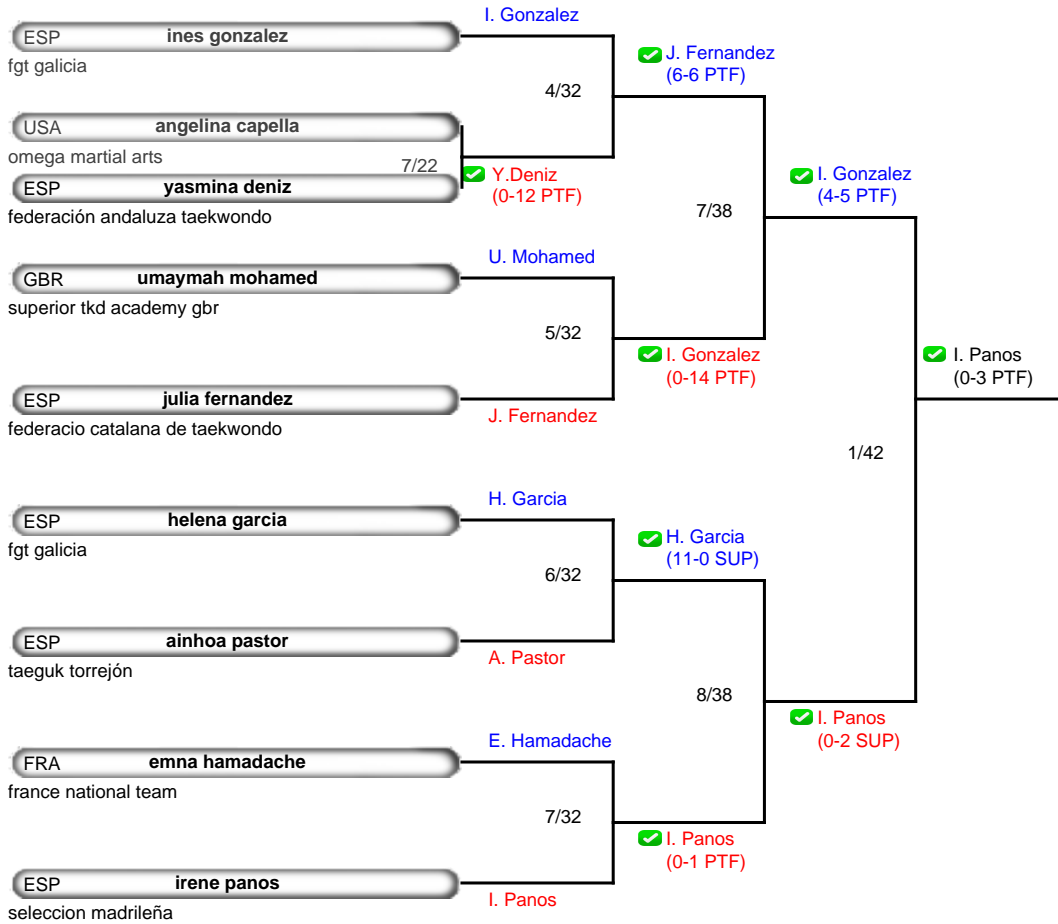 I. Gonzalez
ESP ines gonzalez
fgt galicia
J. Fernandez
(6-6 PTF)
4/32
USA angelina capella
omega martial arts
7/22
Y.Deniz
(0-12 PTF)
ESP yasmina deniz
federación andaluza taekwondo
I. Gonzalez
(4-5 PTF)
7/38
U. Mohamed
GBR umaymah mohamed
superior tkd academy gbr
5/32
I. Gonzalez
(0-14 PTF)
ESP julia fernandez
federacio catalana de taekwondo
J. Fernandez
I. Panos
(0-3 PTF)
1/42
H. Garcia
ESP helena garcia
fgt galicia
H. Garcia
(11-0 SUP)
6/32
ESP ainhoa pastor
taeguk torrejón
A. Pastor
8/38
I. Panos
(0-2 SUP)
E. Hamadache
FRA emna hamadache
france national team
7/32
I. Panos
(0-1 PTF)
ESP irene panos
seleccion madrileña
I. Panos